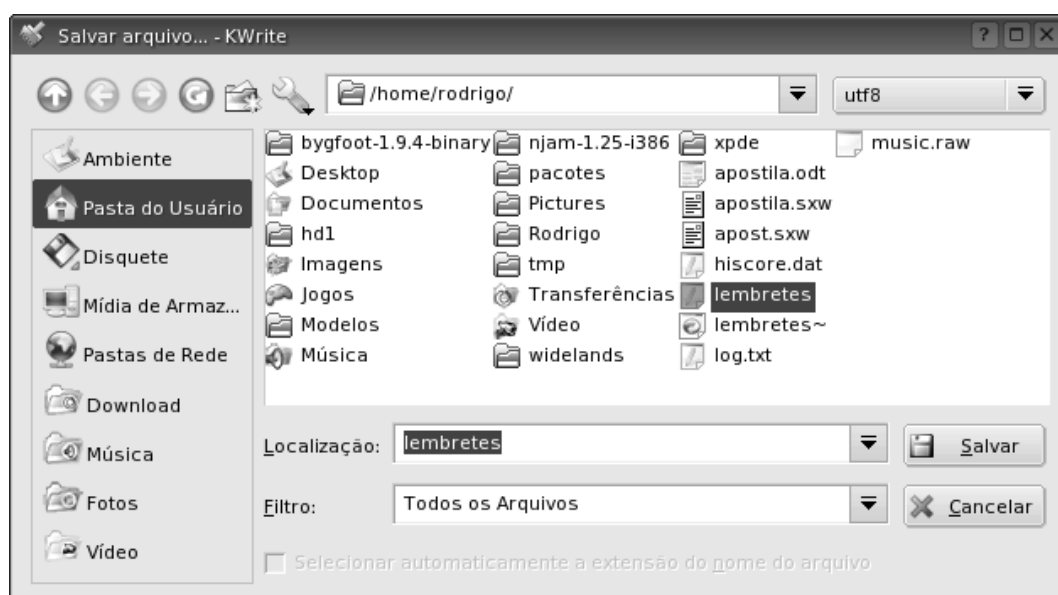 Salvar arquivo... - KWrite
/home/rodrigo/
utf8
Ambiente
Pasta do Usuário
Disquete
Mídia de Armaz...
Pastas de Rede
Download
Música
Fotos
Vídeo
bygfoot-1.9.4-binary
Desktop
Documentos
hd1
Imagens
Jogos
Modelos
Música
njam-1.25-i386
pacotes
Pictures
Rodrigo
tmp
Transferências
Vídeo
widelands
xpde
apostila.odt
apostila.sxw
apost.sxw
hiscore.dat
lembretes
lembretes~
log.txt
music.raw
Localização: lembretes
Salvar
Filtro: Todos os Arquivos
Cancelar
Selecionar automaticamente a extensão do nome do arquivo